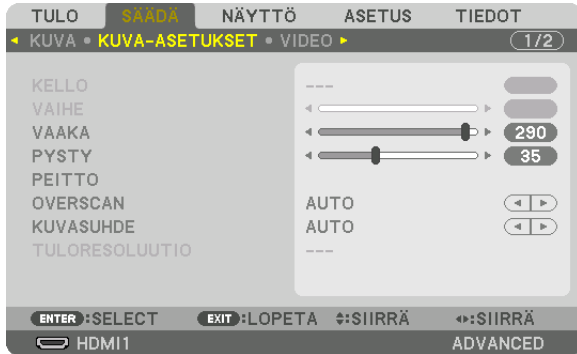 TULO SÄÄDÄ NÄYTTÖ ASETUS TIEDOT
KUVA • KUVA-ASETUKSET • VIDEO 1/2
KELLO ---
VAIHE
VAAKA 290
PYSTY 35
PEITTO
OVERSCAN AUTO
KUVASUHDE AUTO
TULORESOLUUTIO ---
ENTER :SELECT EXIT :LOPETA :SIIRRÄ :SIIRRÄ
HDMI1 ADVANCED